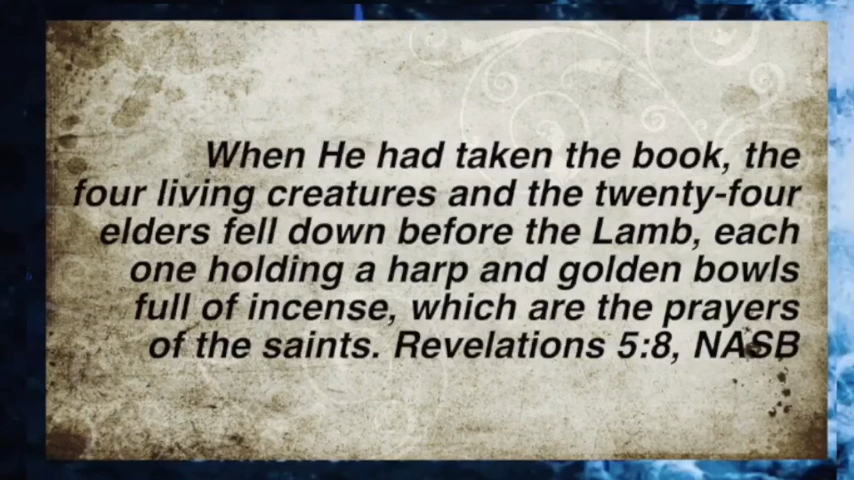 When He had taken the book, the
four living creatures and the twenty-four
elders fell down before the Lamb, each
one holding a harp and golden bowls
full of incense, which are the prayers
of the saints. Revelations 5:8, NASB